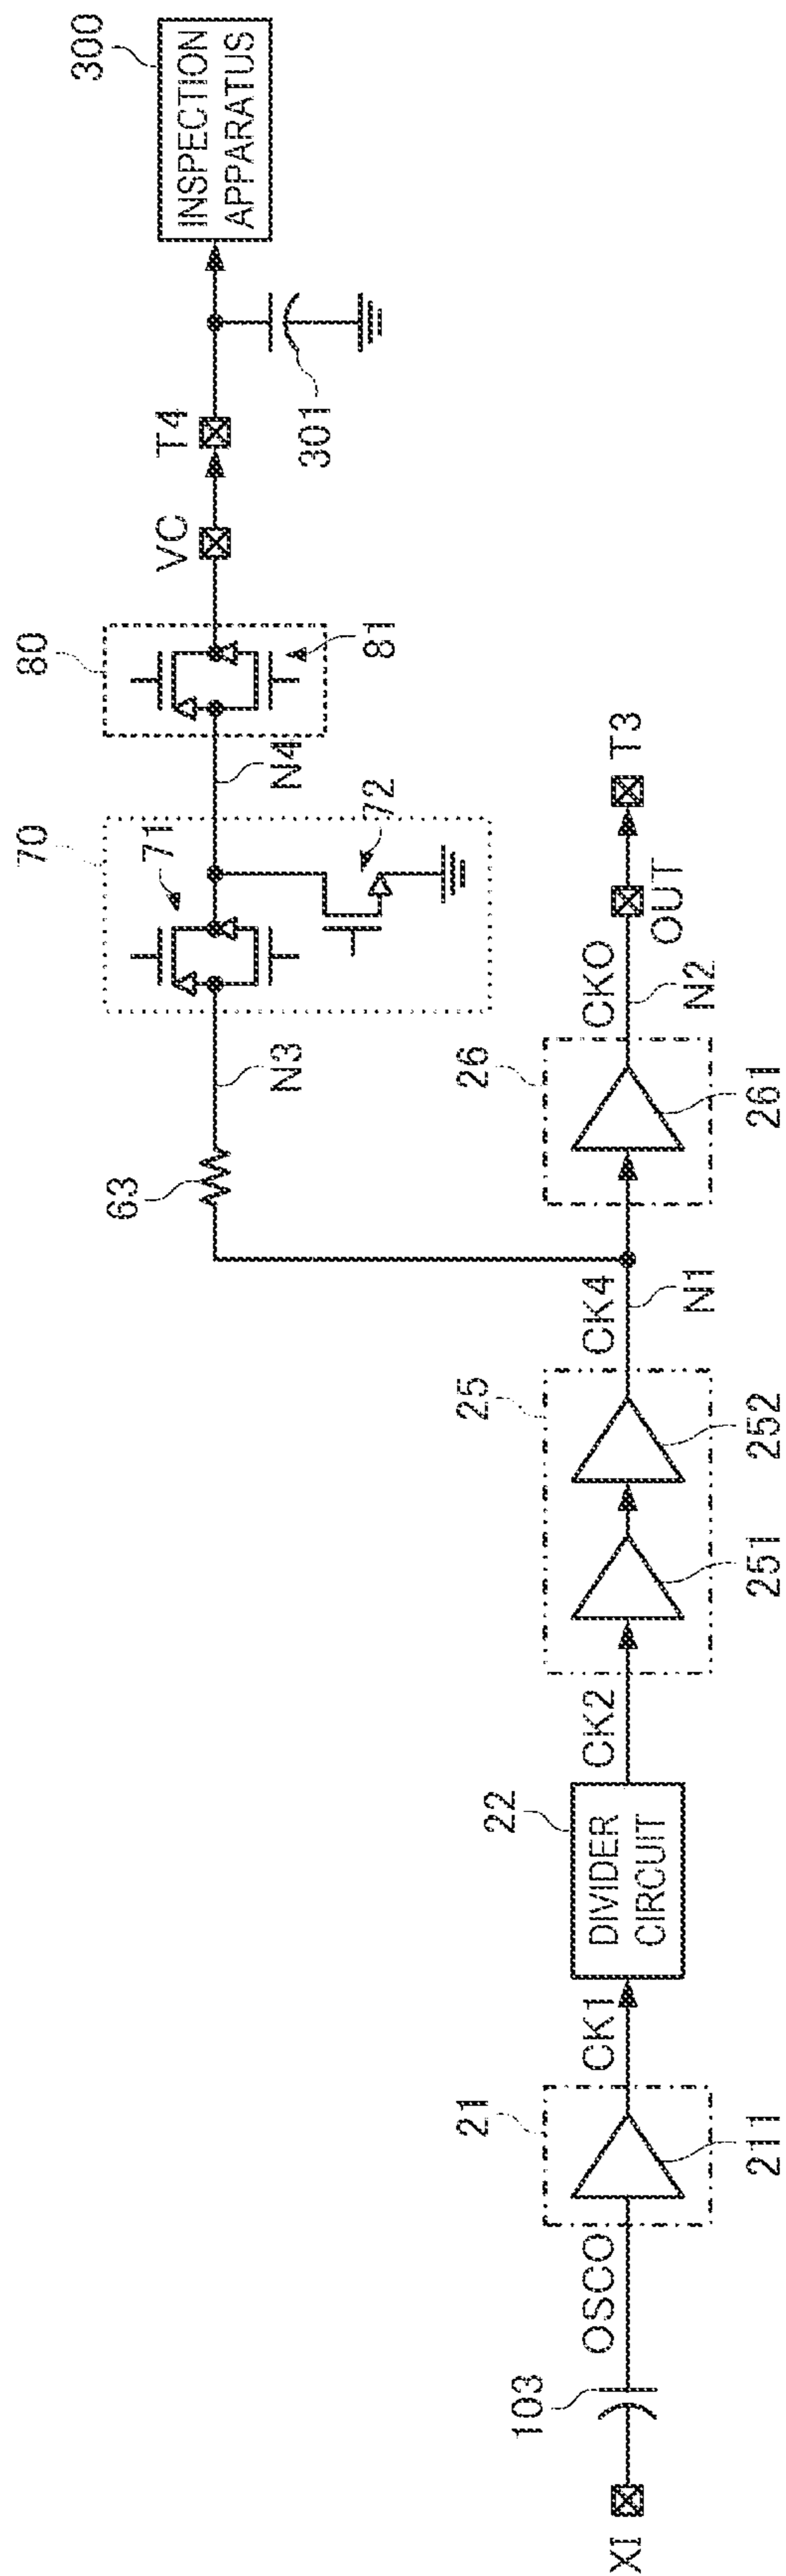 300
INSPECTION
APPARATUS
T4
301
VC
80
81
N4
70
71
72
N3
63
T3
OUT
CKO
N2
26
261
CK4
N1
25
252
251
CK2
22
DIVIDER
CIRCUIT
CK1
21
211
OSCO
103
XI